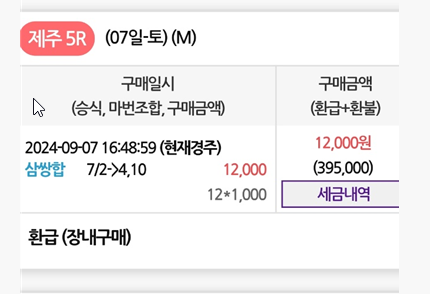 제주 5R (07일-토) (M)
구매일시 구매금액
(승식, 마번조합, 구매금액) (환급+환불)
2024-09-07 16:48:59 (현재경주) 12,000원
삼쌍합 7/2->4,10 12,000 (395,000)
12*1,000 세금내역
환급 (장내구매)